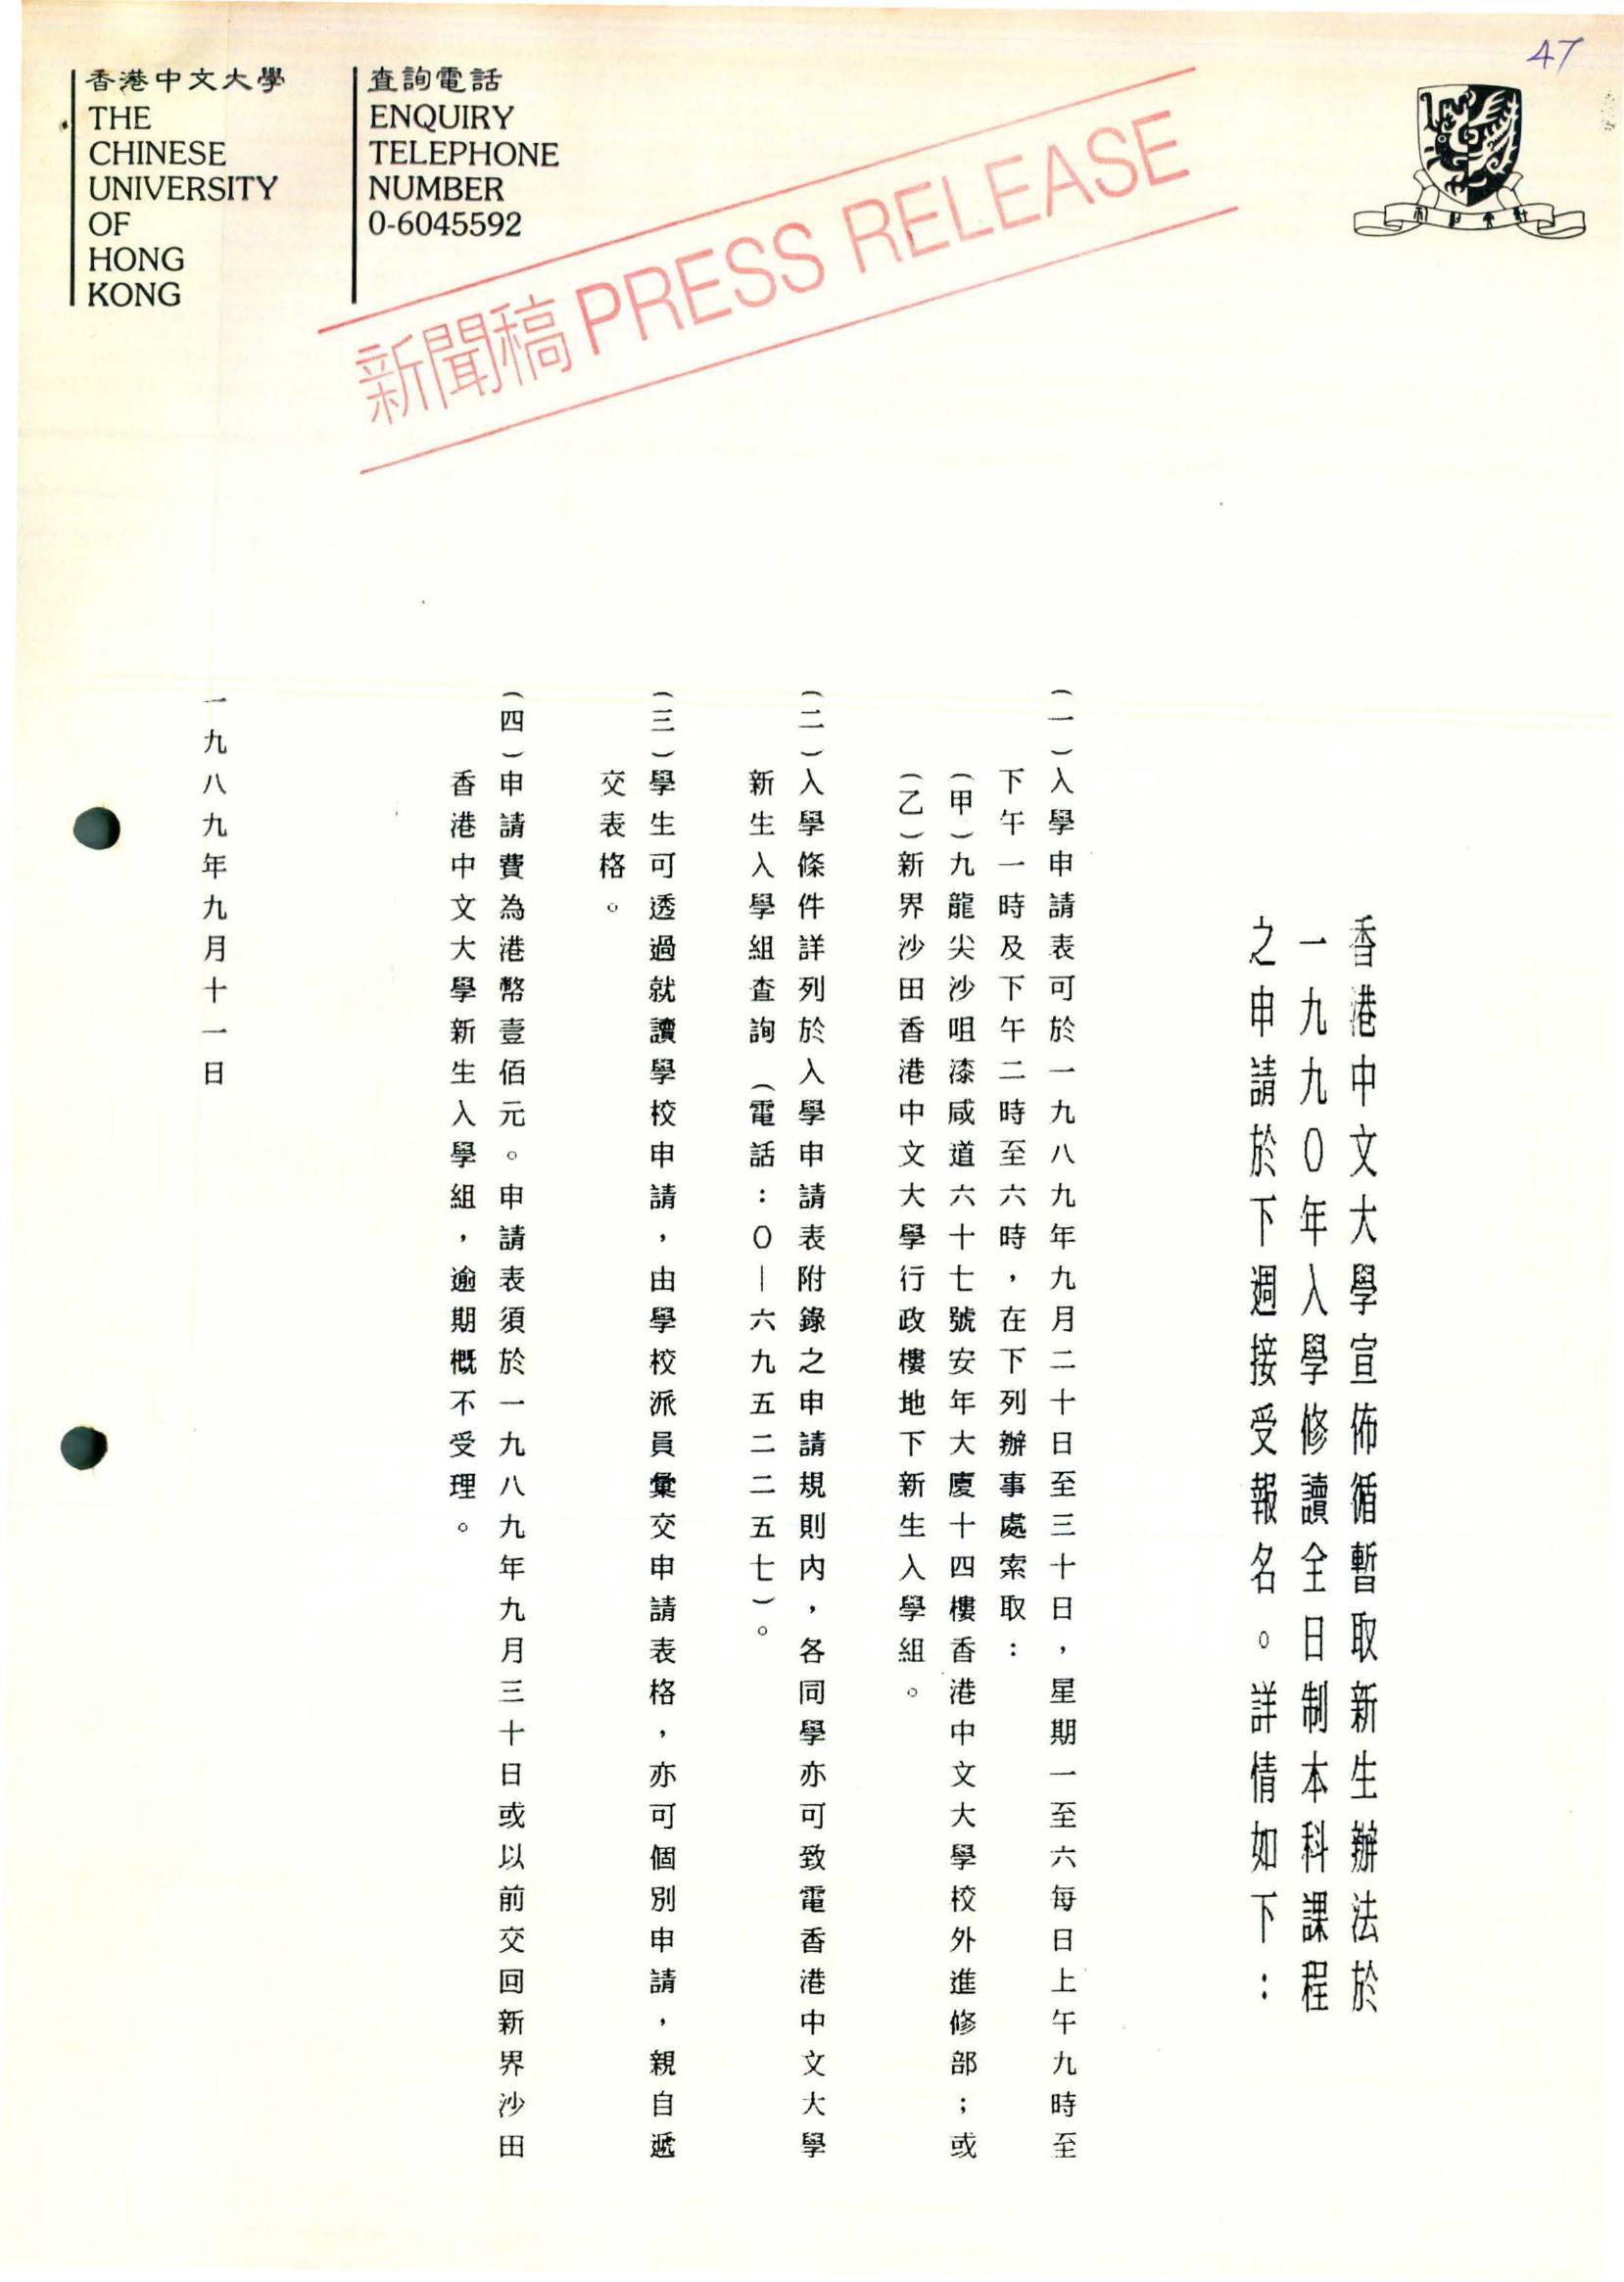 47
香港中文大學
THE
CHINESE
UNIVERSITY
OF
HONG
KONG
查詢電話
ENQUIRY
TELEPHONE
NUMBER
0-6045592
新聞稿 PRESS RELEASE
香港中文大學宣佈循暫取新生辦法於
一九九〇年入學修讀全日制本科課程
之申請於下週接受報名。詳情如下：
(一)入學申請表可於一九八九年九月二十日至三十日，星期一至六每日上午九時至
下午一時及下午二時至六時，在下列辦事處索取：
(甲)九龍尖沙咀漆咸道六十七號安年大廈十四樓香港中文大學校外進修部；或
(乙)新界沙田香港中文大學行政樓地下新生入學組。
(二)入學條件詳列於入學申請表附錄之申請規則內，各同學亦可致電香港中文大學
新生入學組查詢(電話：〇—六九五二二五七)。
(三)學生可透過就讀學校申請，由學校派員彙交申請表格，亦可個別申請，親自遞
交表格。
(四)申請費為港幣壹佰元。申請表須於一九八九年九月三十日或以前交回新界沙田
香港中文大學新生入學組，逾期概不受理。
一九八九年九月十一日